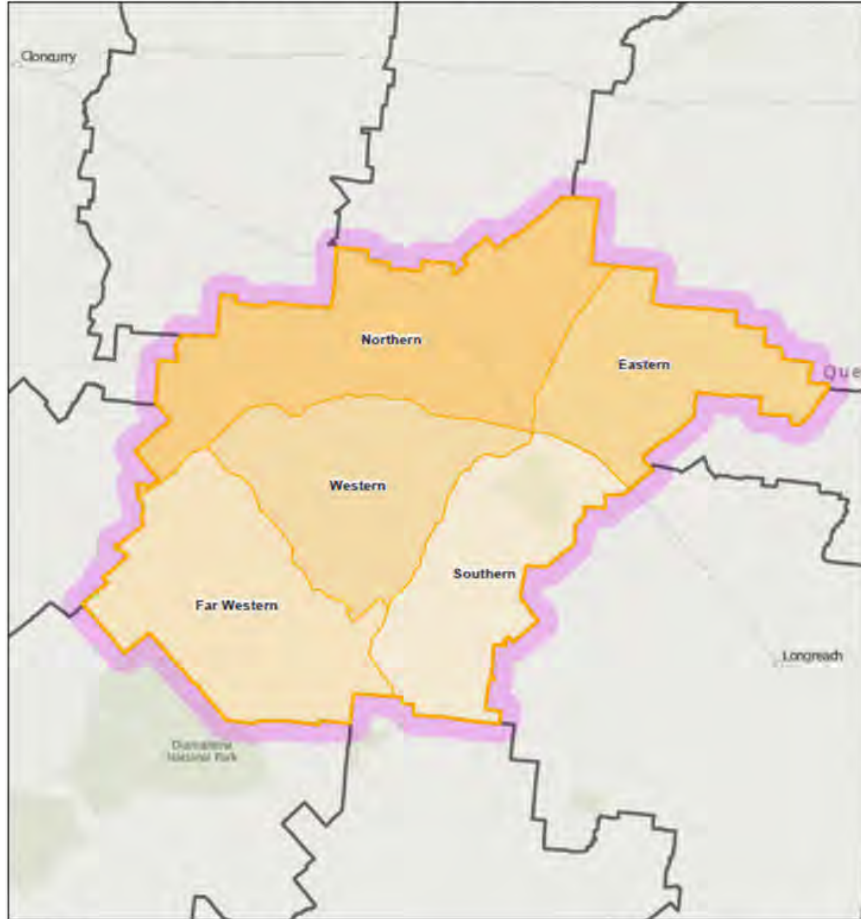 Cloncurry
Northern
Eastern
Que
Western
Southern
Far Western
Longreach
Diamantina
National Park